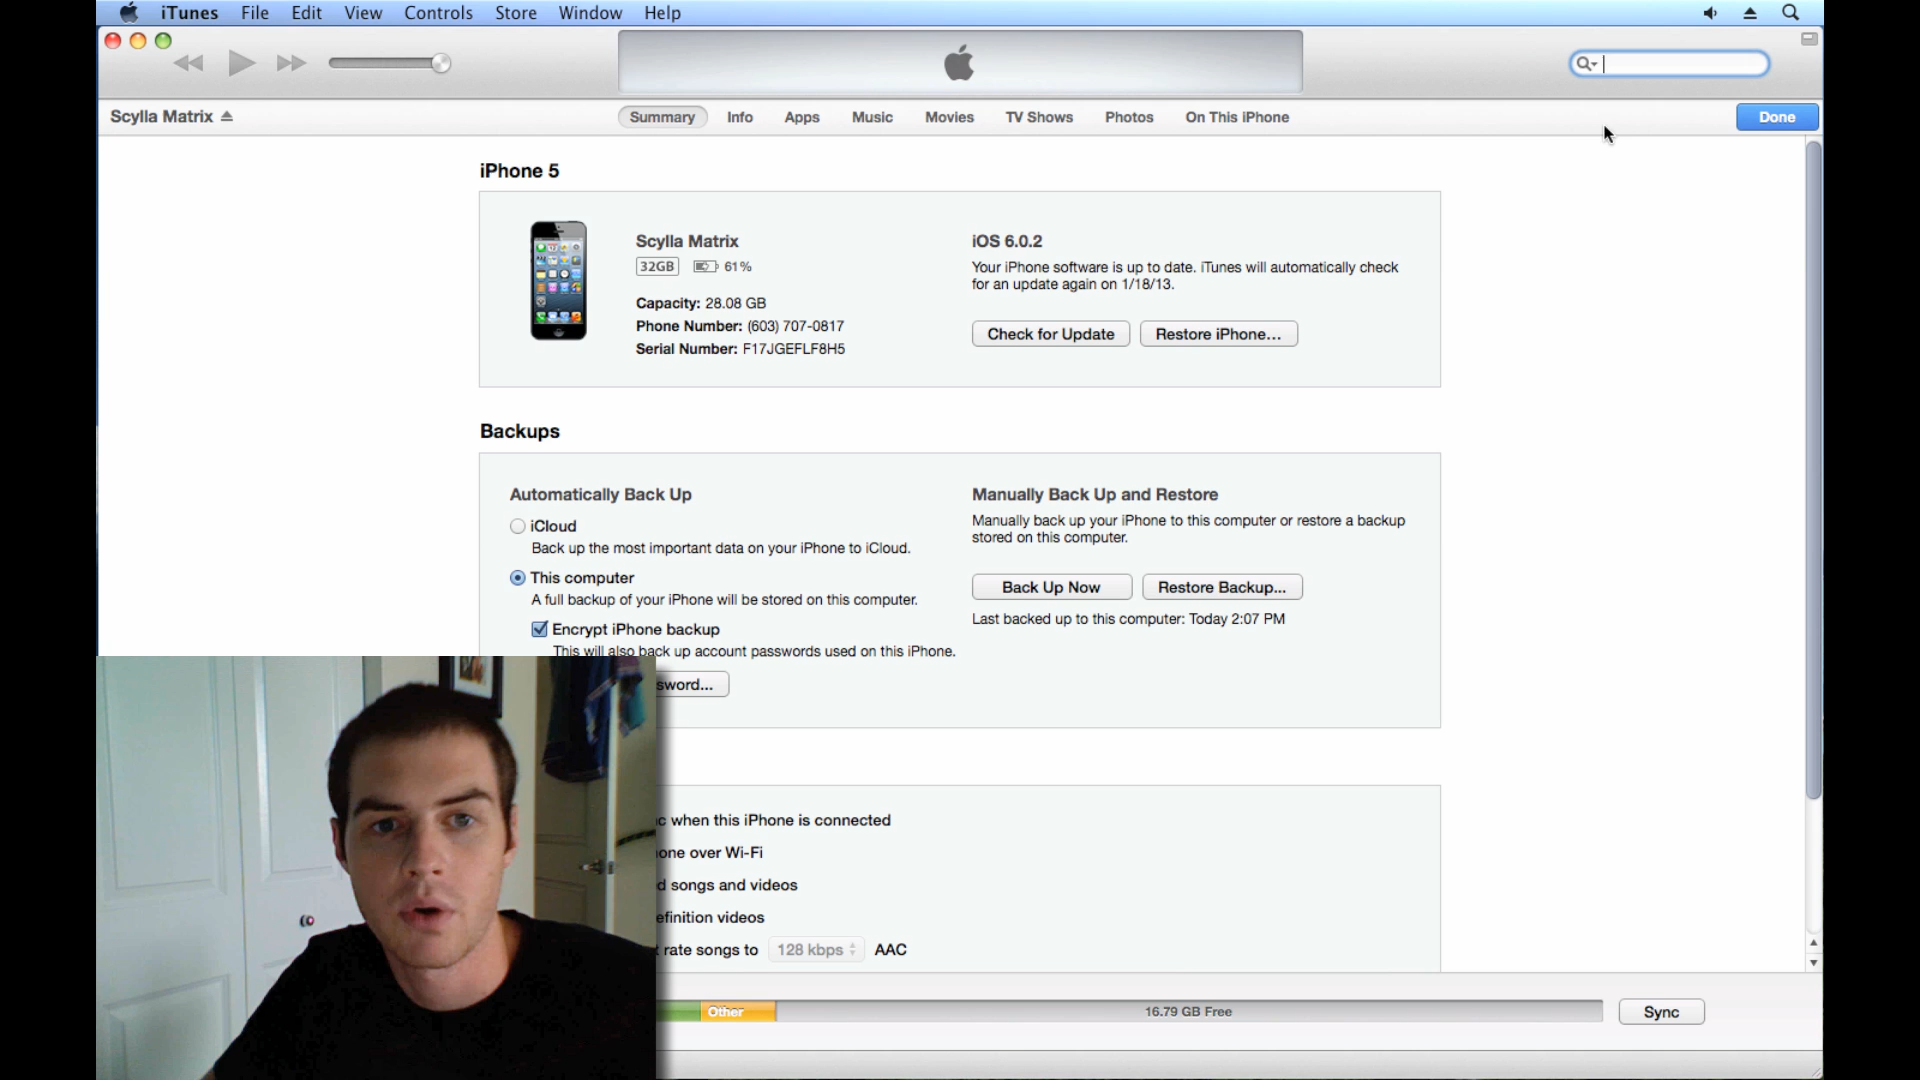 iTunes File Edit View Controls Store Window Help
Scylla Matrix Summary Info Apps Music Movies TV Shows Photos On This iPhone Done
iPhone 5
Scylla Matrix
32GB 61%
Capacity: 28.08 GB
Phone Number: (603) 707-0817
Serial Number: F17JGEFLF8H5
iOS 6.0.2
Your iPhone software is up to date. iTunes will automatically check
for an update again on 1/18/13.
Check for Update Restore iPhone...
Backups
Automatically Back Up
iCloud
Back up the most important data on your iPhone to iCloud.
This computer
A full backup of your iPhone will be stored on this computer.
Encrypt iPhone backup
This will also back up account passwords used on this iPhone.
sword...
Manually Back Up and Restore
Manually back up your iPhone to this computer or restore a backup
stored on this computer.
Back Up Now Restore Backup...
Last backed up to this computer: Today 2:07 PM
c when this iPhone is connected
one over Wi-Fi
d songs and videos
efinition videos
t rate songs to 128 kbps AAC
Other 16.79 GB Free Sync